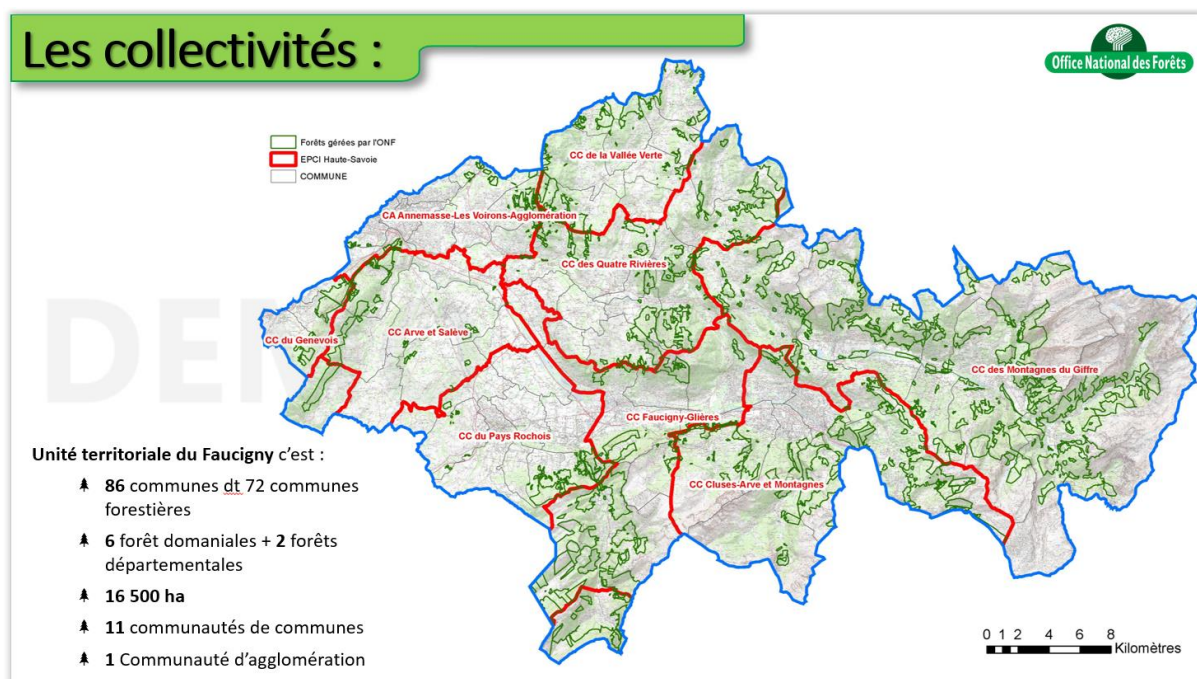 Les collectivités :
Office National des Forêts
Forêts gérées par l'ONF
EPCI Haute-Savoie
COMMUNE
CC de la Vallée Verte
CA Annemasse-Les Voirons-Agglomération
CC des Quatre Rivières
CC Arve et Salève
CC du Genevois
CC des Montagnes du Giffre
CC Faucigny-Glières
CC du Pays Rochois
CC Cluses-Arve et Montagnes
Unité territoriale du Faucigny c'est :
86 communes dt 72 communes
forestières
6 forêt domaniales + 2 forêts
départementales
16 500 ha
11 communautés de communes
1 Communauté d'agglomération
0 1 2 4 6 8
Kilomètres